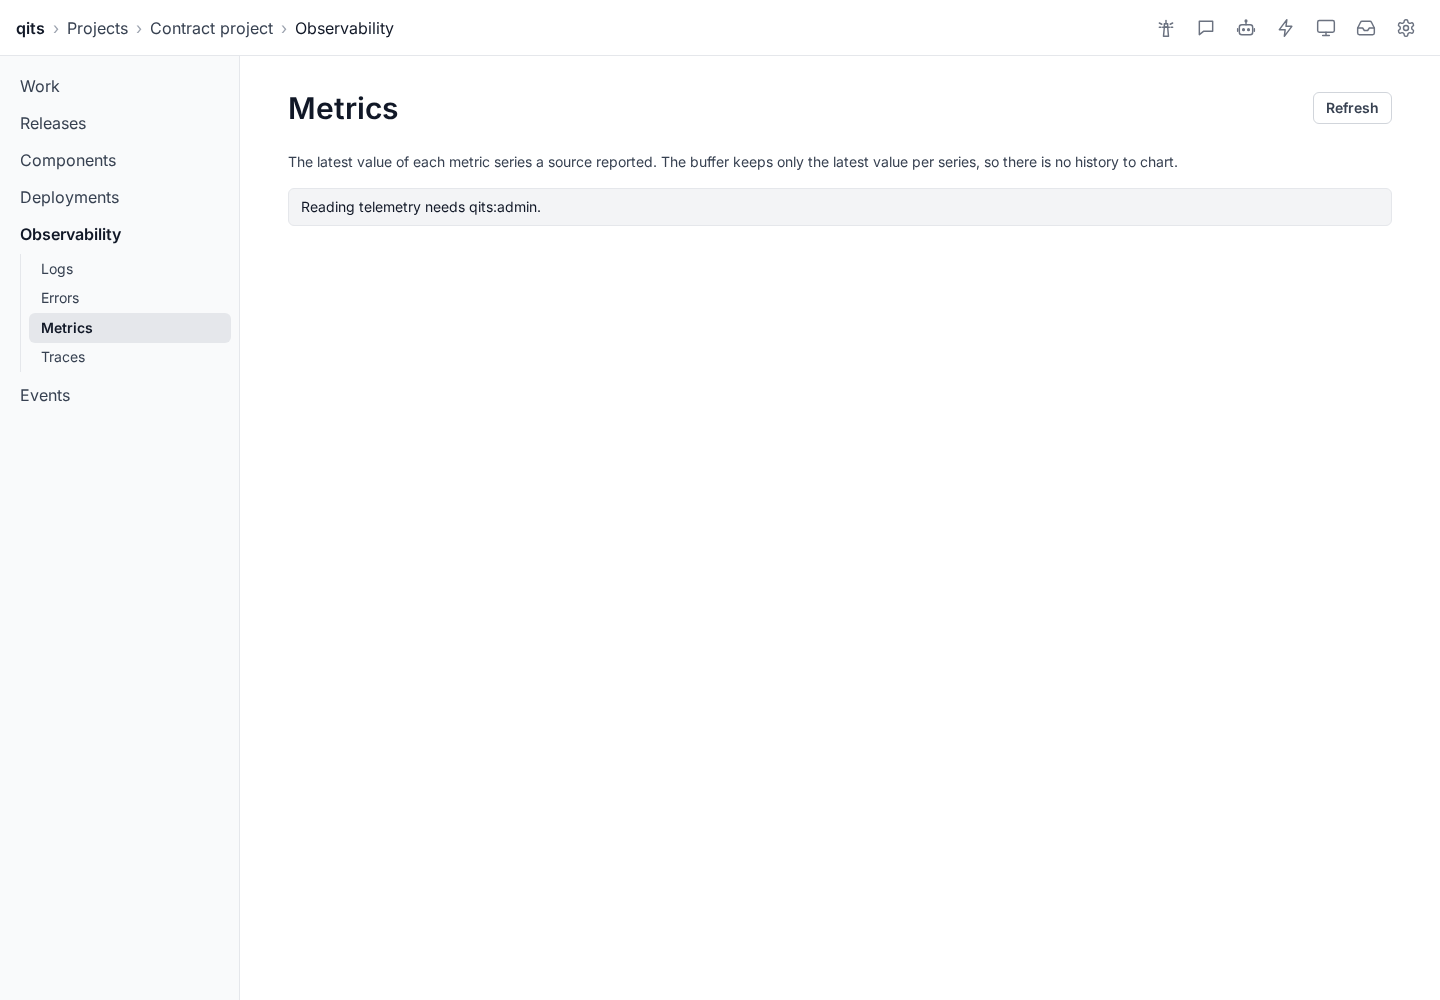 qits › Projects › Contract project › Observability
Work
Releases
Components
Deployments
Observability
Logs
Errors
Metrics
Traces
Events
Metrics
Refresh
The latest value of each metric series a source reported. The buffer keeps only the latest value per series, so there is no history to chart.
Reading telemetry needs qits:admin.